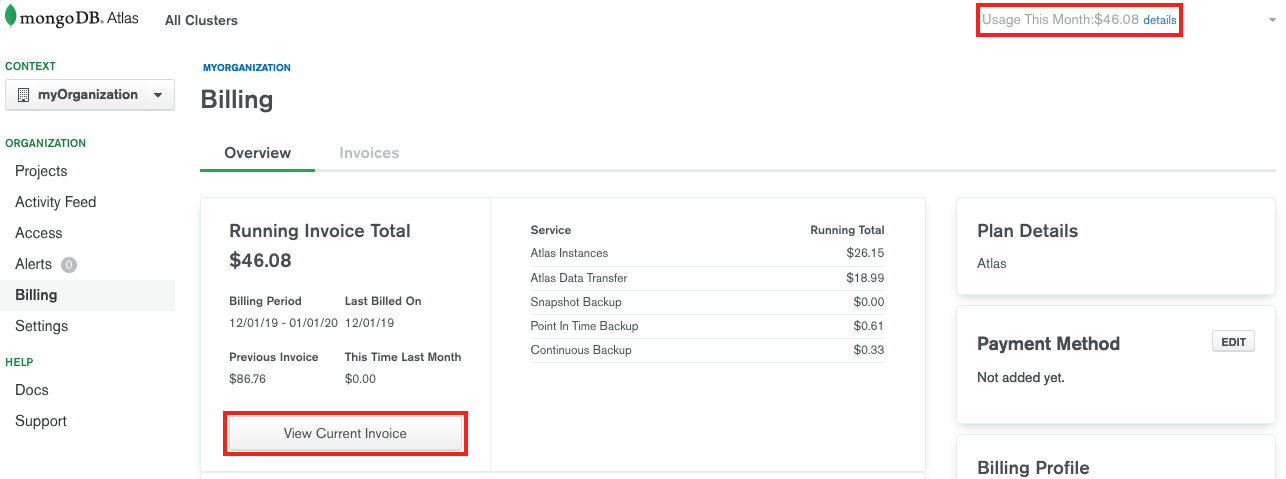 mongoDB. Atlas All Clusters Usage This Month:$46.08 details
CONTEXT
myOrganization
ORGANIZATION
Projects
Activity Feed
Access
Alerts 0
Billing
Settings
HELP
Docs
Support
MYORGANIZATION
Billing
Overview Invoices
Running Invoice Total
$46.08
Billing Period Last Billed On
12/01/19 - 01/01/20 12/01/19
Previous Invoice This Time Last Month
$86.76 $0.00
View Current Invoice
Service Running Total
Atlas Instances $26.15
Atlas Data Transfer $18.99
Snapshot Backup $0.00
Point In Time Backup $0.61
Continuous Backup $0.33
Plan Details
Atlas
Payment Method EDIT
Not added yet.
Billing Profile